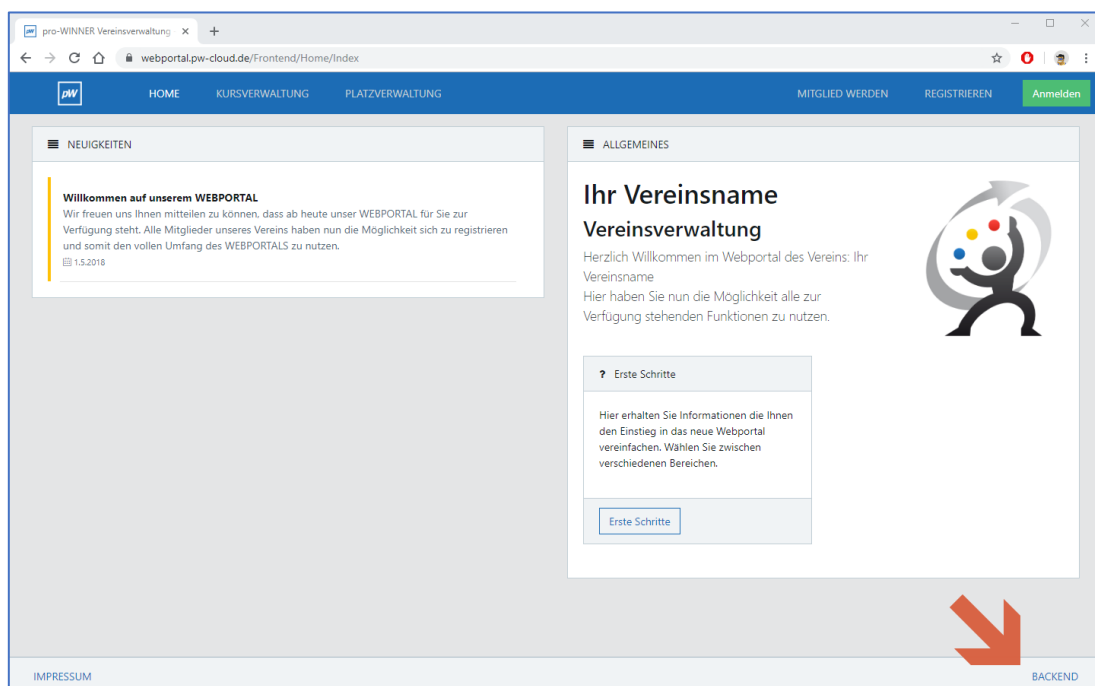 pro-WINNER Vereinsverwaltung
webportal.pw-cloud.de/Frontend/Home/Index
pW HOME KURSVERWALTUNG PLATZVERWALTUNG MITGLIED WERDEN REGISTRIEREN Anmelden
NEUIGKEITEN
Willkommen auf unserem WEBPORTAL
Wir freuen uns Ihnen mitteilen zu können, dass ab heute unser WEBPORTAL für Sie zur
Verfügung steht. Alle Mitglieder unseres Vereins haben nun die Möglichkeit sich zu registrieren
und somit den vollen Umfang des WEBPORTALS zu nutzen.
1.5.2018
ALLGEMEINES
Ihr Vereinsname
Vereinsverwaltung
Herzlich Willkommen im Webportal des Vereins: Ihr
Vereinsname
Hier haben Sie nun die Möglichkeit alle zur
Verfügung stehenden Funktionen zu nutzen.
? Erste Schritte
Hier erhalten Sie Informationen die Ihnen
den Einstieg in das neue Webportal
vereinfachen. Wählen Sie zwischen
verschiedenen Bereichen.
Erste Schritte
IMPRESSUM BACKEND